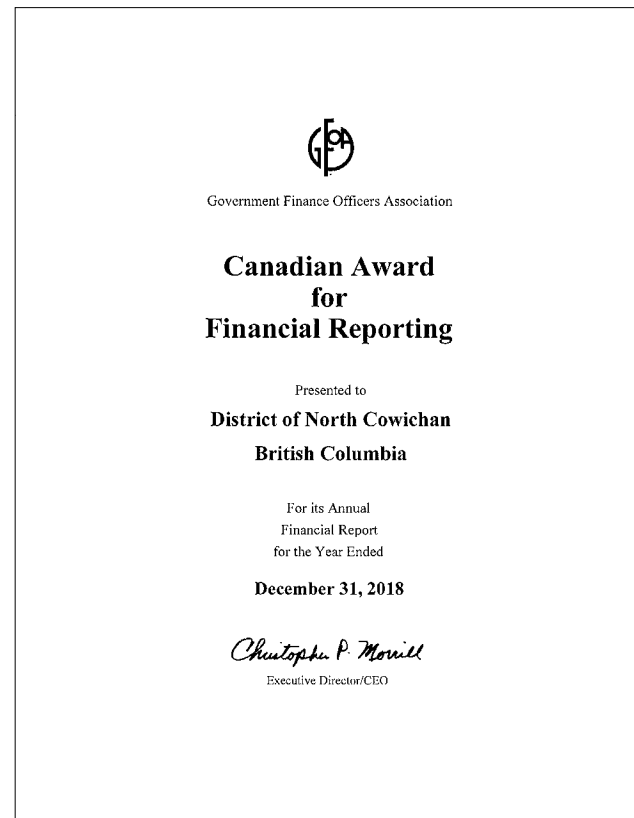 GFOA
Government Finance Officers Association
Canadian Award
for
Financial Reporting
Presented to
District of North Cowichan
British Columbia
For its Annual
Financial Report
for the Year Ended
December 31, 2018
Christopher P. Morrill
Executive Director/CEO